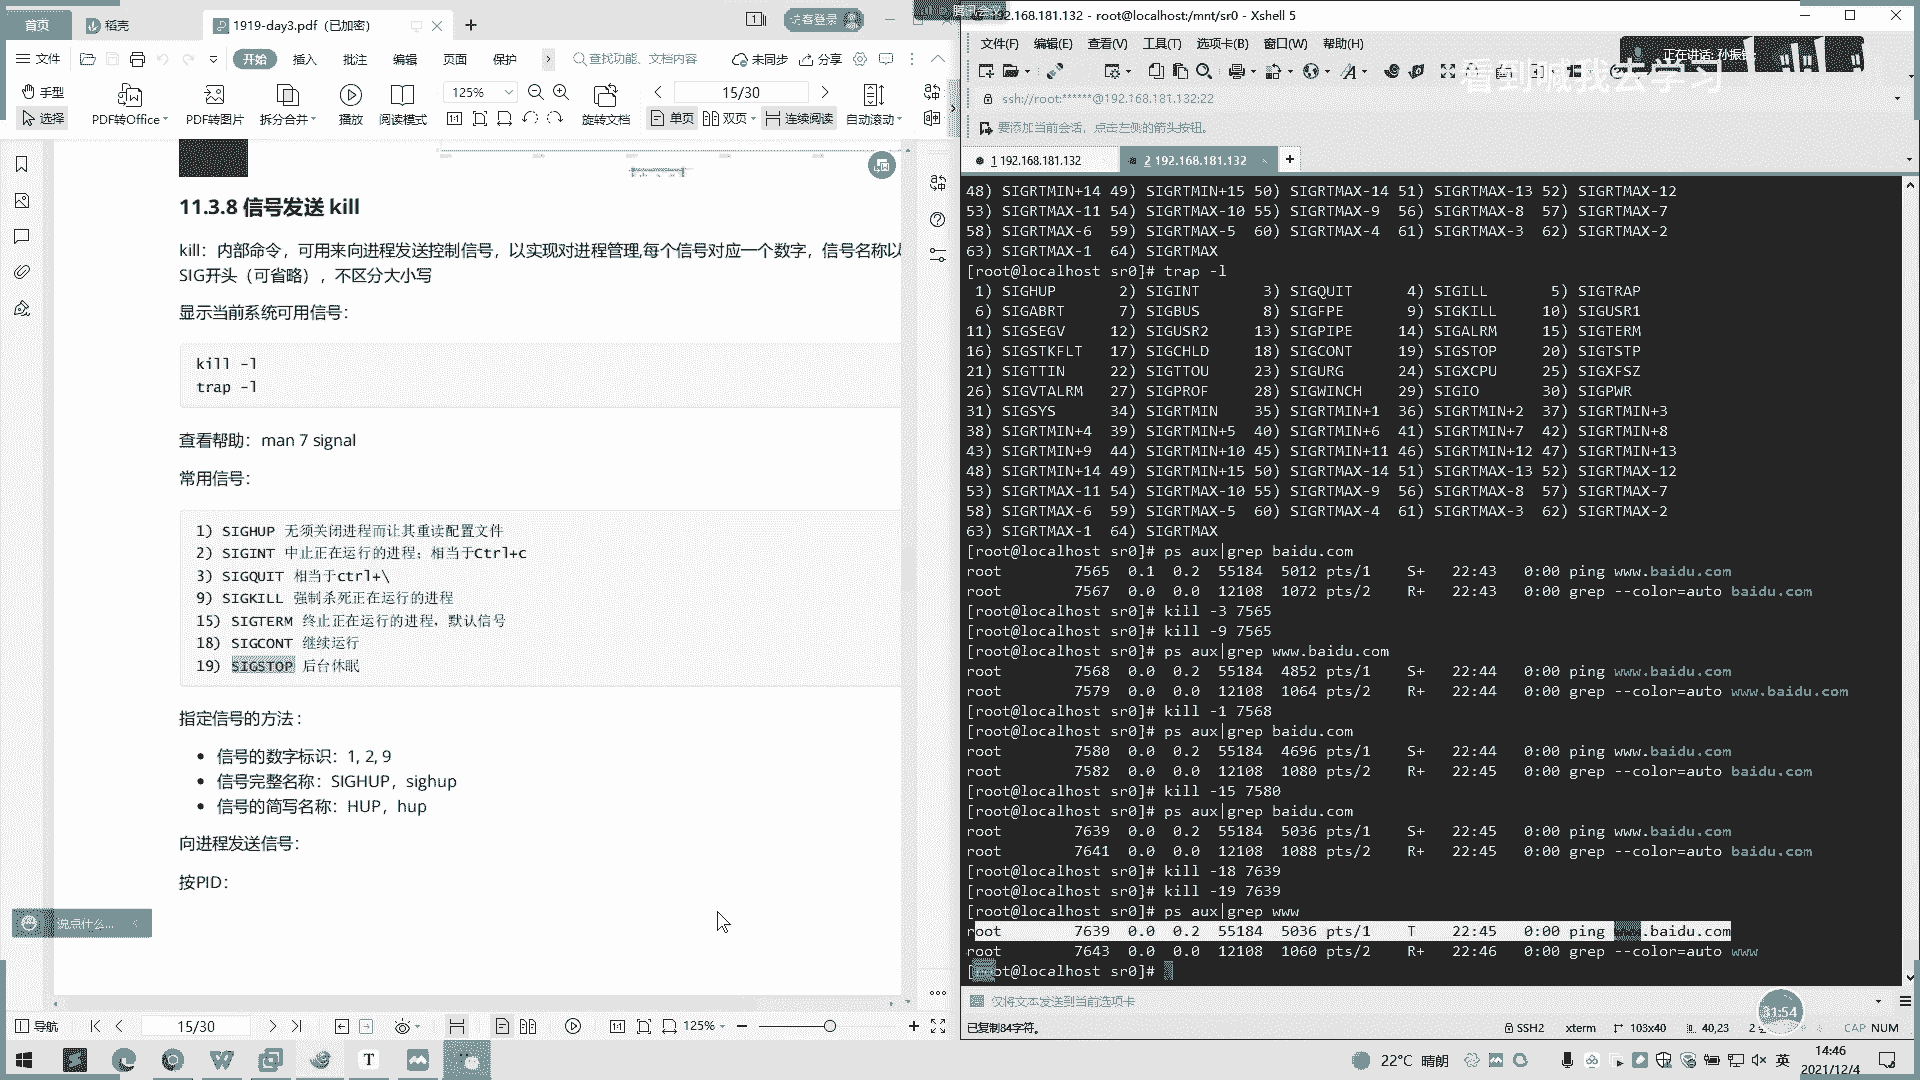 首页
稻壳
1919-day3.pdf (已加密)
访客登录
文件
开始
插入
批注
编辑
页面
保护
查找功能、文档内容
未同步
分享
手型
选择
PDF转Office
PDF转图片
拆分合并
播放
阅读模式
125%
旋转文档
15/30
单页
双页
连续阅读
自动滚动
11.3.8 信号发送 kill
kill：内部命令，可用来向进程发送控制信号，以实现对进程管理,每个信号对应一个数字，信号名称以
SIG开头（可省略），不区分大小写
显示当前系统可用信号：
kill -l
trap -l
查看帮助：man 7 signal
常用信号：
1) SIGHUP 无须关闭进程而让其重读配置文件
2) SIGINT 中止正在运行的进程；相当于Ctrl+c
3) SIGQUIT 相当于ctrl+\
9) SIGKILL 强制杀死正在运行的进程
15) SIGTERM 终止正在运行的进程，默认信号
18) SIGCONT 继续运行
19) SIGSTOP 后台休眠
指定信号的方法 :
信号的数字标识：1, 2, 9
信号完整名称：SIGHUP，sighup
信号的简写名称：HUP，hup
向进程发送信号：
按PID：
说点什么...
导航
15/30
125%
192.168.181.132 - root@localhost:/mnt/sr0 - Xshell 5
文件(F) 编辑(E) 查看(V) 工具(T) 选项卡(B) 窗口(W) 帮助(H)
正在讲话: 孙振
看到喊我去学习
ssh://root:******@192.168.181.132:22
要添加当前会话，点击左侧的箭头按钮。
1 192.168.181.132
2 192.168.181.132
48) SIGRTMIN+14 49) SIGRTMIN+15 50) SIGRTMAX-14 51) SIGRTMAX-13 52) SIGRTMAX-12
53) SIGRTMAX-11 54) SIGRTMAX-10 55) SIGRTMAX-9 56) SIGRTMAX-8 57) SIGRTMAX-7
58) SIGRTMAX-6 59) SIGRTMAX-5 60) SIGRTMAX-4 61) SIGRTMAX-3 62) SIGRTMAX-2
63) SIGRTMAX-1 64) SIGRTMAX
[root@localhost sr0]# trap -l
1) SIGHUP 2) SIGINT 3) SIGQUIT 4) SIGILL 5) SIGTRAP
6) SIGABRT 7) SIGBUS 8) SIGFPE 9) SIGKILL 10) SIGUSR1
11) SIGSEGV 12) SIGUSR2 13) SIGPIPE 14) SIGALRM 15) SIGTERM
16) SIGSTKFLT 17) SIGCHLD 18) SIGCONT 19) SIGSTOP 20) SIGTSTP
21) SIGTTIN 22) SIGTTOU 23) SIGURG 24) SIGXCPU 25) SIGXFSZ
26) SIGVTALRM 27) SIGPROF 28) SIGWINCH 29) SIGIO 30) SIGPWR
31) SIGSYS 34) SIGRTMIN 35) SIGRTMIN+1 36) SIGRTMIN+2 37) SIGRTMIN+3
38) SIGRTMIN+4 39) SIGRTMIN+5 40) SIGRTMIN+6 41) SIGRTMIN+7 42) SIGRTMIN+8
43) SIGRTMIN+9 44) SIGRTMIN+10 45) SIGRTMIN+11 46) SIGRTMIN+12 47) SIGRTMIN+13
48) SIGRTMIN+14 49) SIGRTMIN+15 50) SIGRTMAX-14 51) SIGRTMAX-13 52) SIGRTMAX-12
53) SIGRTMAX-11 54) SIGRTMAX-10 55) SIGRTMAX-9 56) SIGRTMAX-8 57) SIGRTMAX-7
58) SIGRTMAX-6 59) SIGRTMAX-5 60) SIGRTMAX-4 61) SIGRTMAX-3 62) SIGRTMAX-2
63) SIGRTMAX-1 64) SIGRTMAX
[root@localhost sr0]# ps aux|grep baidu.com
root 7565 0.1 0.2 55184 5012 pts/1 S+ 22:43 0:00 ping www.baidu.com
root 7567 0.0 0.0 12108 1072 pts/2 R+ 22:43 0:00 grep --color=auto baidu.com
[root@localhost sr0]# kill -3 7565
[root@localhost sr0]# kill -9 7565
[root@localhost sr0]# ps aux|grep www.baidu.com
root 7568 0.0 0.2 55184 4852 pts/1 S+ 22:44 0:00 ping www.baidu.com
root 7579 0.0 0.0 12108 1064 pts/2 R+ 22:44 0:00 grep --color=auto www.baidu.com
[root@localhost sr0]# kill -1 7568
[root@localhost sr0]# ps aux|grep baidu.com
root 7580 0.0 0.2 55184 4696 pts/1 S+ 22:44 0:00 ping www.baidu.com
root 7582 0.0 0.0 12108 1080 pts/2 R+ 22:45 0:00 grep --color=auto baidu.com
[root@localhost sr0]# kill -15 7580
[root@localhost sr0]# ps aux|grep baidu.com
root 7639 0.0 0.2 55184 5036 pts/1 S+ 22:45 0:00 ping www.baidu.com
root 7641 0.0 0.0 12108 1088 pts/2 R+ 22:45 0:00 grep --color=auto baidu.com
[root@localhost sr0]# kill -18 7639
[root@localhost sr0]# kill -19 7639
[root@localhost sr0]# ps aux|grep www
root 7639 0.0 0.2 55184 5036 pts/1 T 22:45 0:00 ping www.baidu.com
root 7643 0.0 0.0 12108 1060 pts/2 R+ 22:46 0:00 grep --color=auto www
[root@localhost sr0]#
仅将文本发送到当前选项卡
31:54
已复制84字符。
SSH2 xterm 103x40 40,23 CAP NUM
22°C 晴朗
英
14:46
2021/12/4